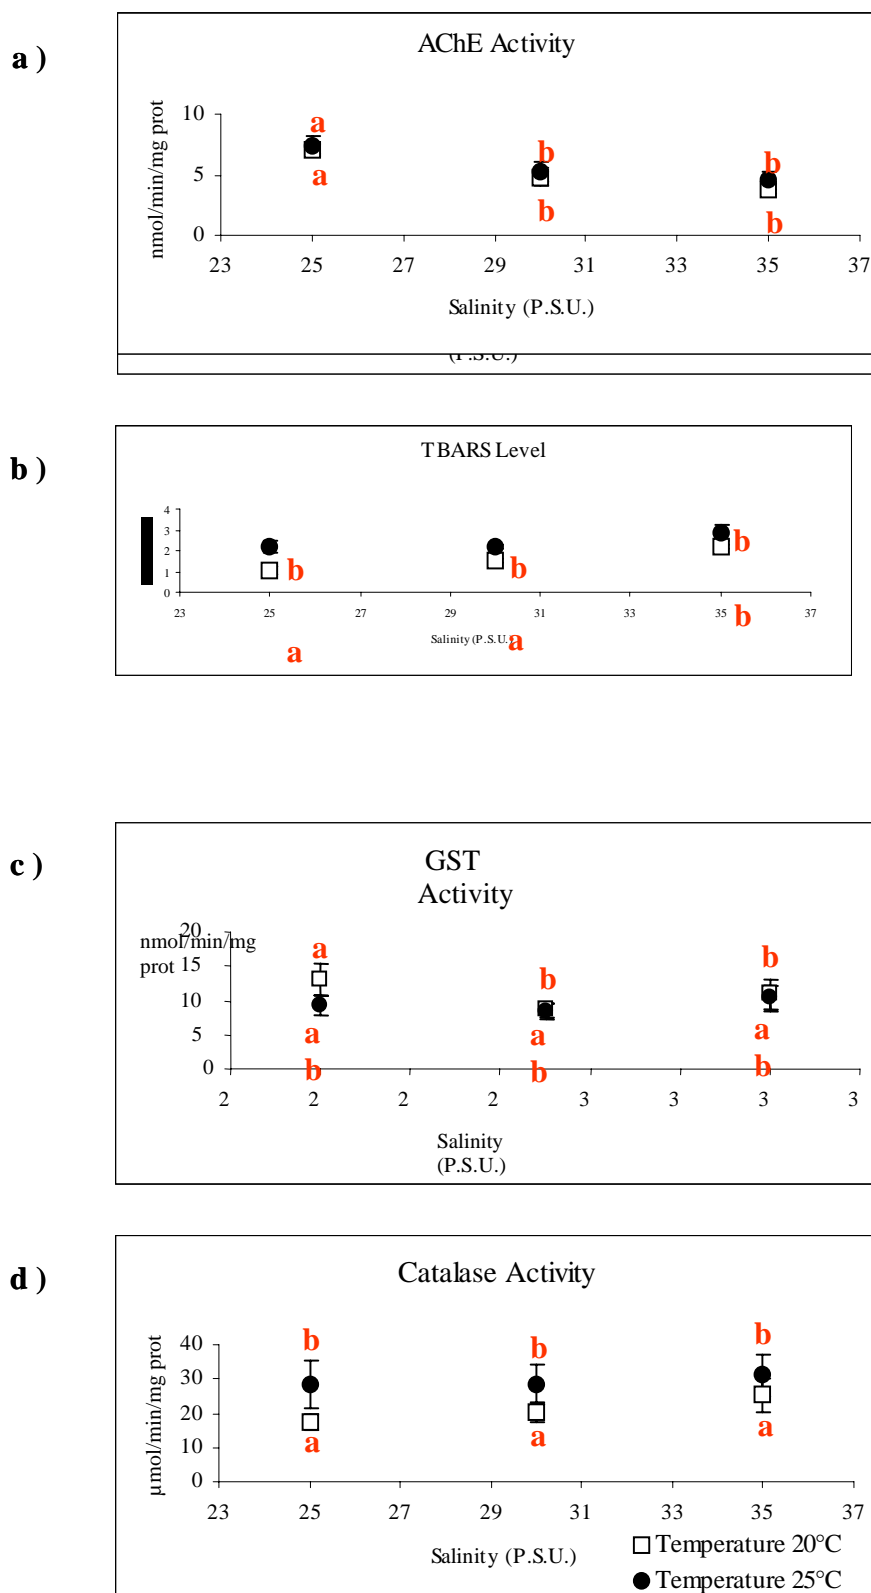 a )
AChE Activity
nmol/min/mg prot
10
5
0
a
a
b
b
b
b
23 25 27 29 31 33 35 37
Salinity (P.S.U.)
(P.S.U.)
b )
TBARS Level
4
3
2
1
0
b
b
b
23 25 27 29 31 33 35 37
b
Salinity (P.S.U.
a
a
c )
GST
Activity
nmol/min/mg
prot
20
15
10
5
0
a
b
b
a
b
a
b
a
b
2 2 2 2 3 3 3 3
Salinity
(P.S.U.)
d )
Catalase Activity
µmol/min/mg prot
40
30
20
10
0
b
b
b
a
a
a
23 25 27 29 31 33 35 37
Salinity (P.S.U.)
Temperature 20°C
Temperature 25°C